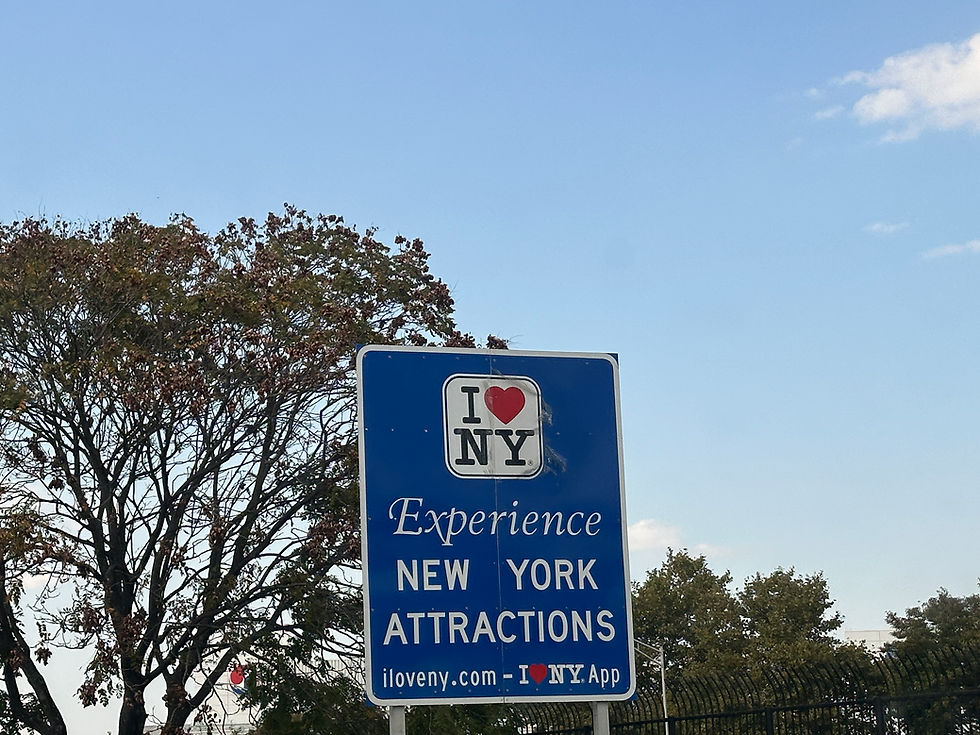 I ❤ NY
Experience
NEW YORK
ATTRACTIONS
iloveny.com – I ❤ NY App